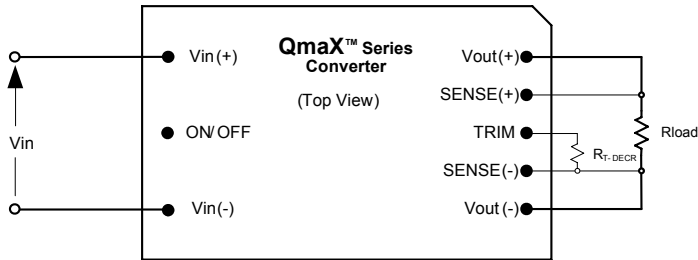 QmaX™ Series
Converter
(Top View)
Vin (+)
ON/OFF
Vin (-)
Vin
Vout (+)
SENSE (+)
TRIM
SENSE (-)
Vout (-)
RT-DECR
Rload